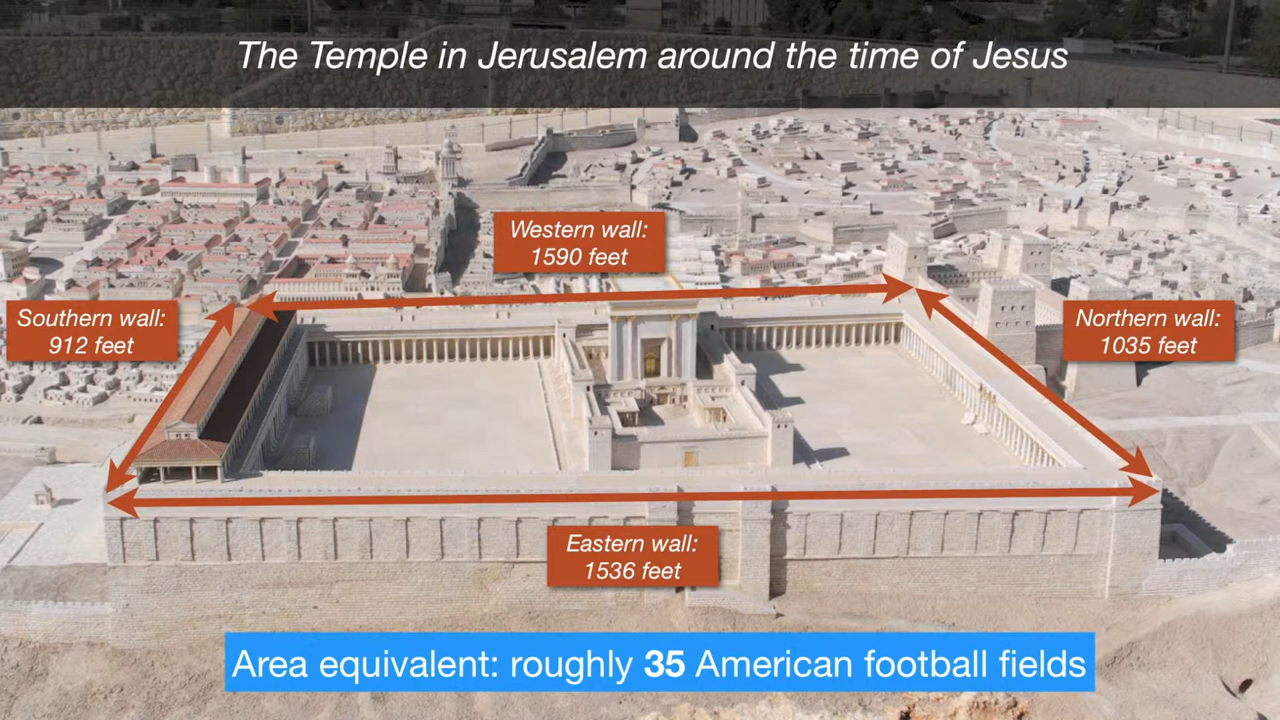 The Temple in Jerusalem around the time of Jesus
Western wall:
1590 feet
Southern wall:
912 feet
Northern wall:
1035 feet
Eastern wall:
1536 feet
Area equivalent: roughly 35 American football fields